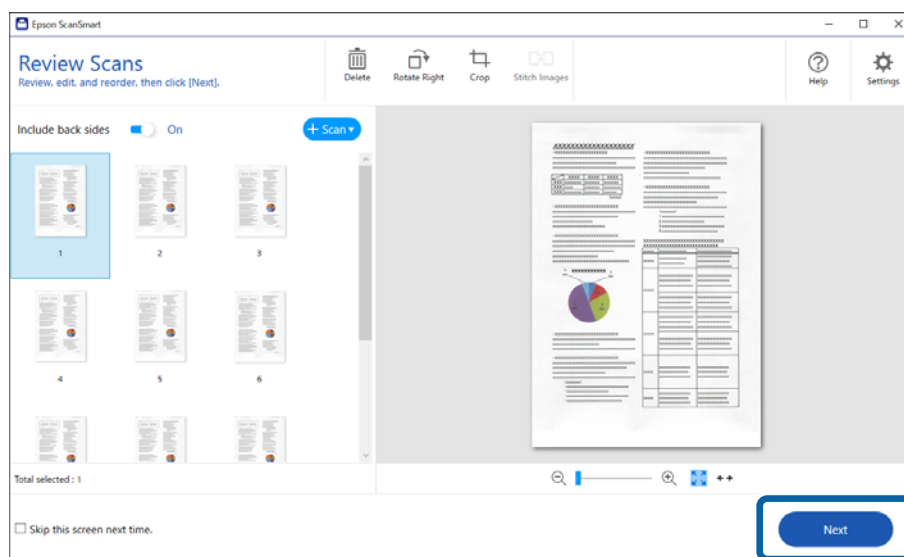 Epson ScanSmart
Review Scans
Review, edit, and reorder, then click [Next].
Delete
Rotate Right
Crop
Stitch Images
Help
Settings
Include back sides
On
+ Scan
1
2
3
4
5
6
Total selected : 1
Skip this screen next time.
Next